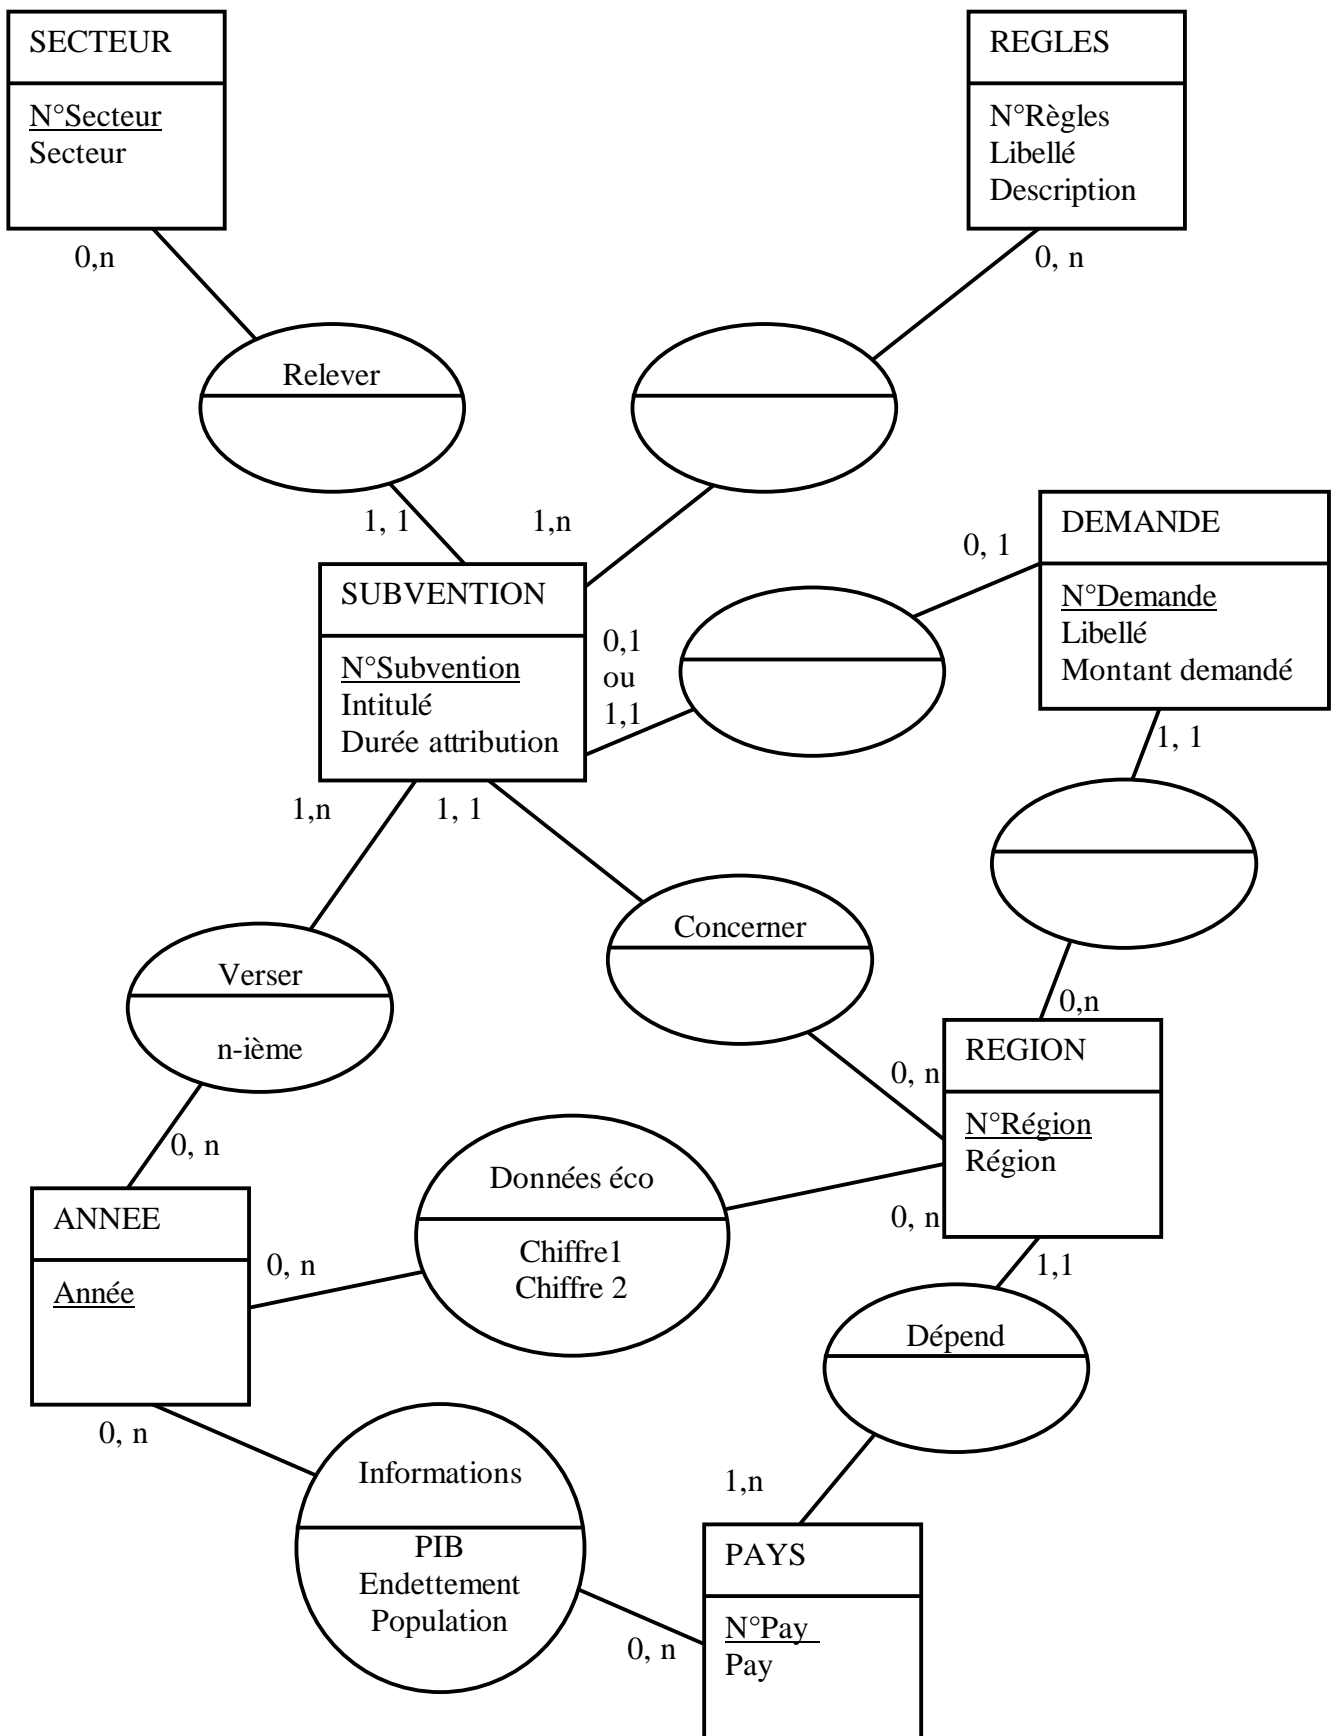 SECTEUR
N°Secteur
Secteur
REGLES
N°Règles
Libellé
Description
0,n
0, n
Relever
1, 1
1,n
SUBVENTION
N°Subvention
Intitulé
Durée attribution
0,1
ou
1,1
0, 1
DEMANDE
N°Demande
Libellé
Montant demandé
1, 1
1,n
1, 1
Verser
n-ième
Concerner
0,n
0, n
REGION
N°Région
Région
0, n
0, n
ANNEE
Année
0, n
Données éco
Chiffre1
Chiffre 2
1,1
Dépend
0, n
Informations
PIB
Endettement
Population
1,n
0, n
PAYS
N°Pay
Pay